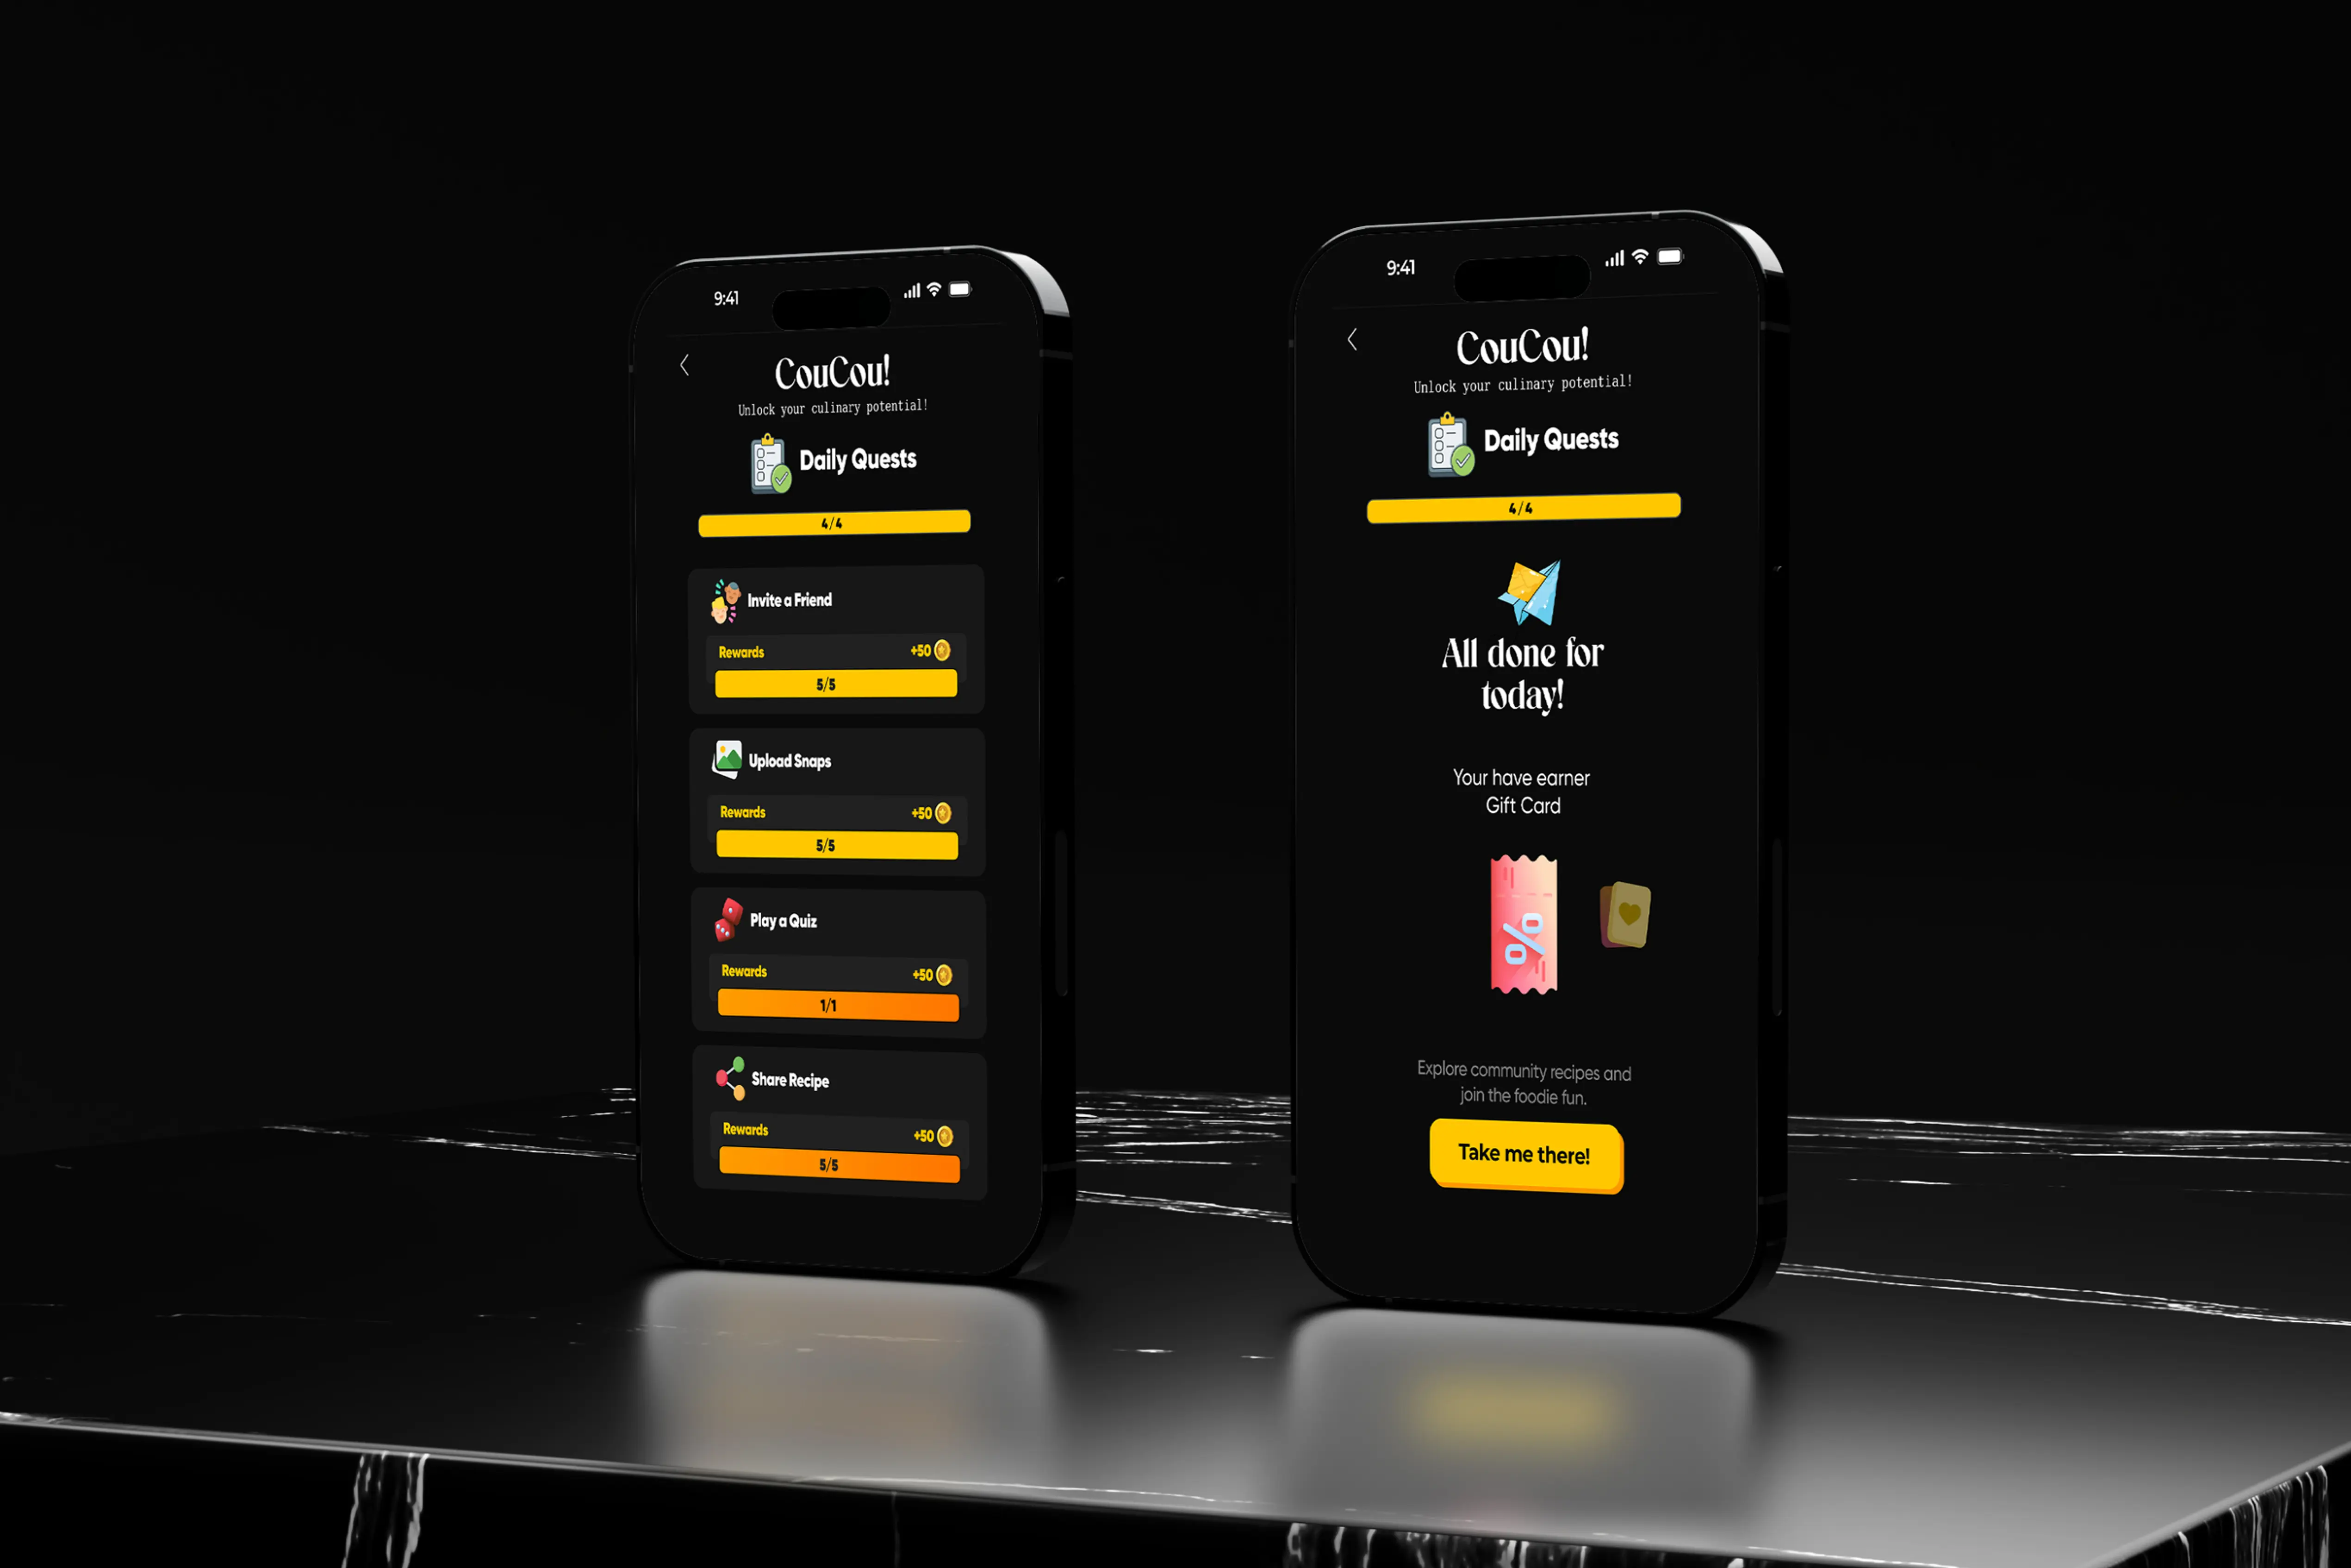 9:41
CouCou!
Unlock your culinary potential!
Daily Quests
4/4
Invite a Friend
Rewards
+50
5/5
Upload Snaps
Rewards
+50
5/5
Play a Quiz
Rewards
+50
1/1
Share Recipe
Rewards
+50
5/5
9:41
CouCou!
Unlock your culinary potential!
Daily Quests
4/4
All done for
today!
Your have earner
Gift Card
%
Explore community recipes and
join the foodie fun.
Take me there!